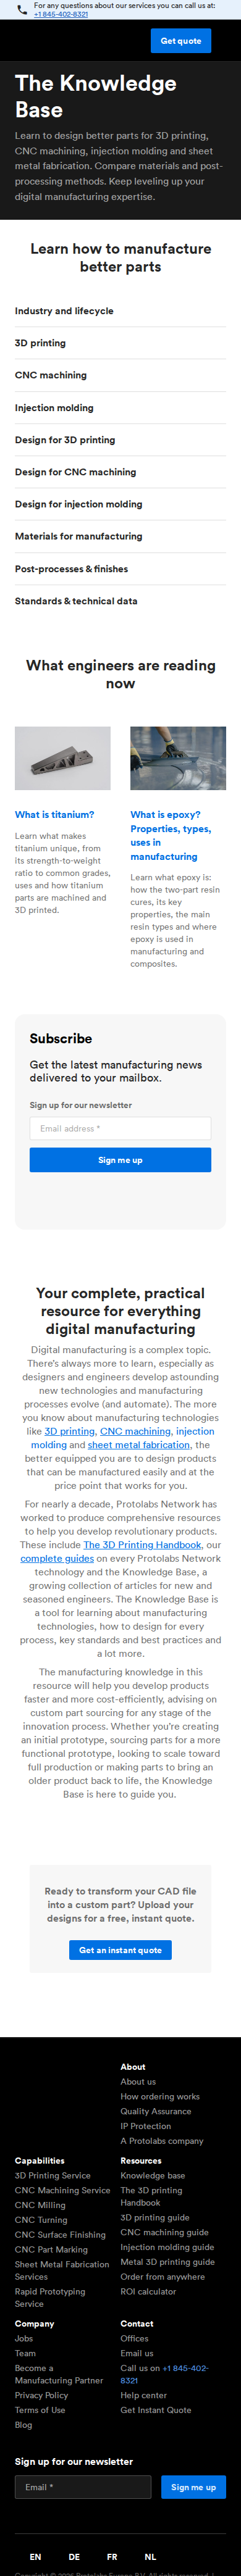 For any questions about our services you can call us at:
+1 845-402-8321
Get quote
The Knowledge
Base
Learn to design better parts for 3D printing,
CNC machining, injection molding and sheet
metal fabrication. Compare materials and post-
processing methods. Keep leveling up your
digital manufacturing expertise.
Learn how to manufacture
better parts
Industry and lifecycle
3D printing
CNC machining
Injection molding
Design for 3D printing
Design for CNC machining
Design for injection molding
Materials for manufacturing
Post-processes & finishes
Standards & technical data
What engineers are reading
now
What is titanium?
Learn what makes
titanium unique, from
its strength-to-weight
ratio to common grades,
uses and how titanium
parts are machined and
3D printed.
What is epoxy?
Properties, types,
uses in
manufacturing
Learn what epoxy is:
how the two-part resin
cures, its key
properties, the main
resin types and where
epoxy is used in
manufacturing and
composites.
Subscribe
Get the latest manufacturing news
delivered to your mailbox.
Sign up for our newsletter
Email address *
Sign me up
Your complete, practical
resource for everything
digital manufacturing
Digital manufacturing is a complex topic.
There's always more to learn, especially as
designers and engineers develop astounding
new technologies and manufacturing
processes evolve (and automate). The more
you know about manufacturing technologies
like 3D printing, CNC machining, injection
molding and sheet metal fabrication, the
better equipped you are to design products
that can be manufactured easily and at the
price point that works for you.
For nearly a decade, Protolabs Network has
worked to produce comprehensive resources
to help you develop revolutionary products.
These include The 3D Printing Handbook, our
complete guides on every Protolabs Network
technology and the Knowledge Base, a
growing collection of articles for new and
seasoned engineers. The Knowledge Base is
a tool for learning about manufacturing
technologies, how to design for every
process, key standards and best practices and
a lot more.
The manufacturing knowledge in this
resource will help you develop products
faster and more cost-efficiently, advising on
custom part sourcing for any stage of the
innovation process. Whether you're creating
an initial prototype, sourcing parts for a more
functional prototype, looking to scale toward
full production or making parts to bring an
older product back to life, the Knowledge
Base is here to guide you.
Ready to transform your CAD file
into a custom part? Upload your
designs for a free, instant quote.
Get an instant quote
About
About us
How ordering works
Quality Assurance
IP Protection
A Protolabs company
Capabilities
3D Printing Service
CNC Machining Service
CNC Milling
CNC Turning
CNC Surface Finishing
CNC Part Marking
Sheet Metal Fabrication
Services
Rapid Prototyping
Service
Resources
Knowledge base
The 3D printing
Handbook
3D printing guide
CNC machining guide
Injection molding guide
Metal 3D printing guide
Order from anywhere
ROI calculator
Company
Jobs
Team
Become a
Manufacturing Partner
Privacy Policy
Terms of Use
Blog
Contact
Offices
Email us
Call us on +1 845-402-
8321
Help center
Get Instant Quote
Sign up for our newsletter
Email *
Sign me up
EN DE FR NL